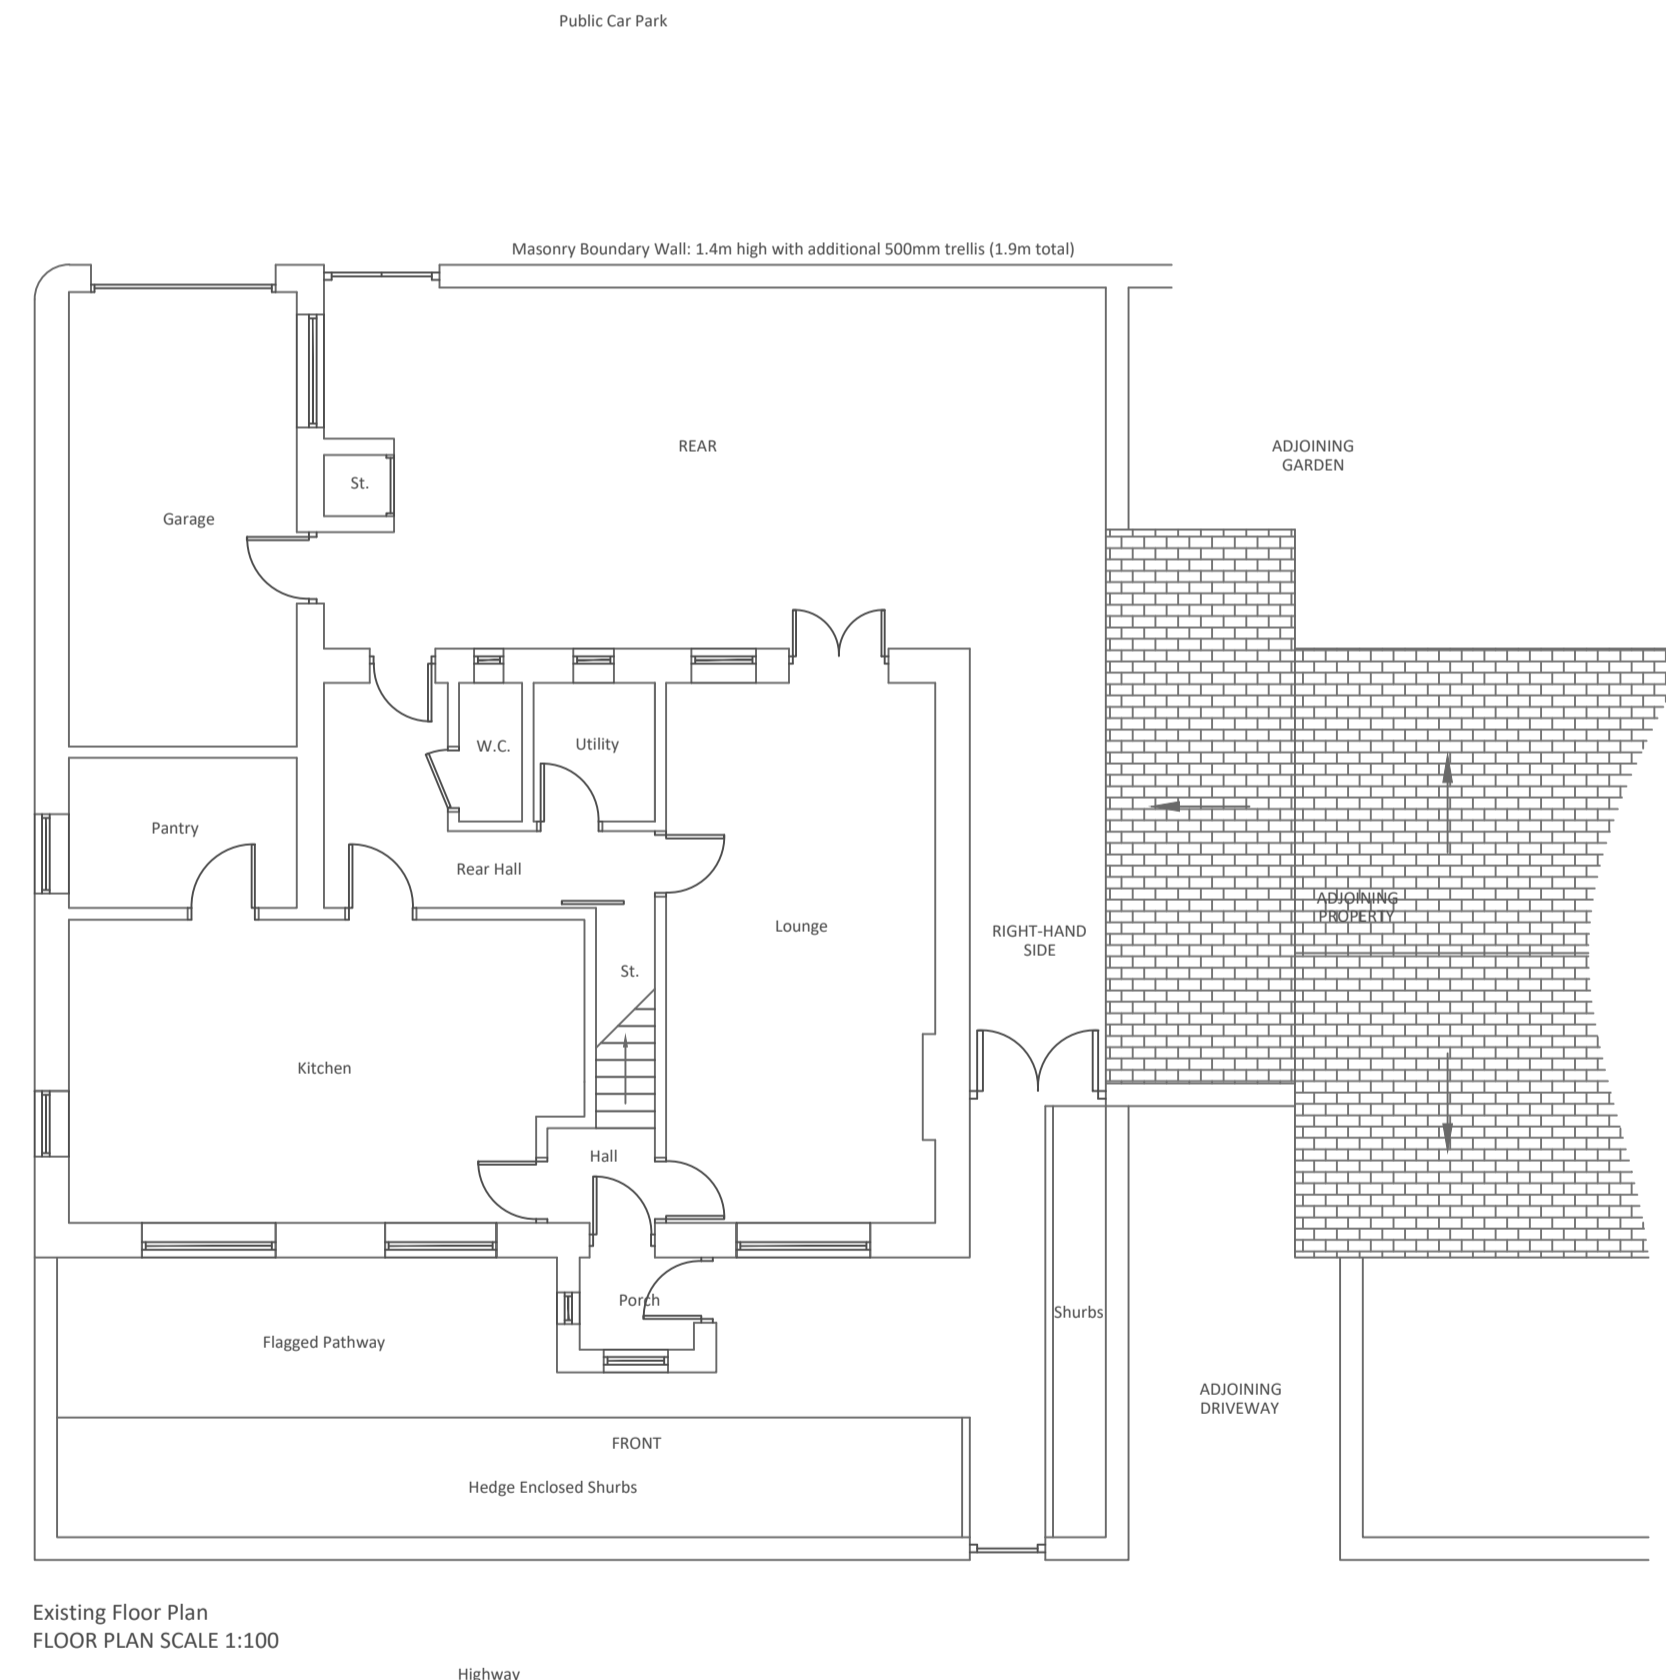 Public Car Park
Masonry Boundary Wall: 1.4m high with additional 500mm trellis (1.9m total)
REAR
ADJOINING
GARDEN
St.
Garage
W.C.
Utility
Pantry
Rear Hall
Lounge
RIGHT-HAND
SIDE
ADJOINING
PROPERTY
St.
Kitchen
Hall
Porch
Shurbs
Flagged Pathway
ADJOINING
DRIVEWAY
FRONT
Hedge Enclosed Shurbs
Existing Floor Plan
FLOOR PLAN SCALE 1:100
Highway